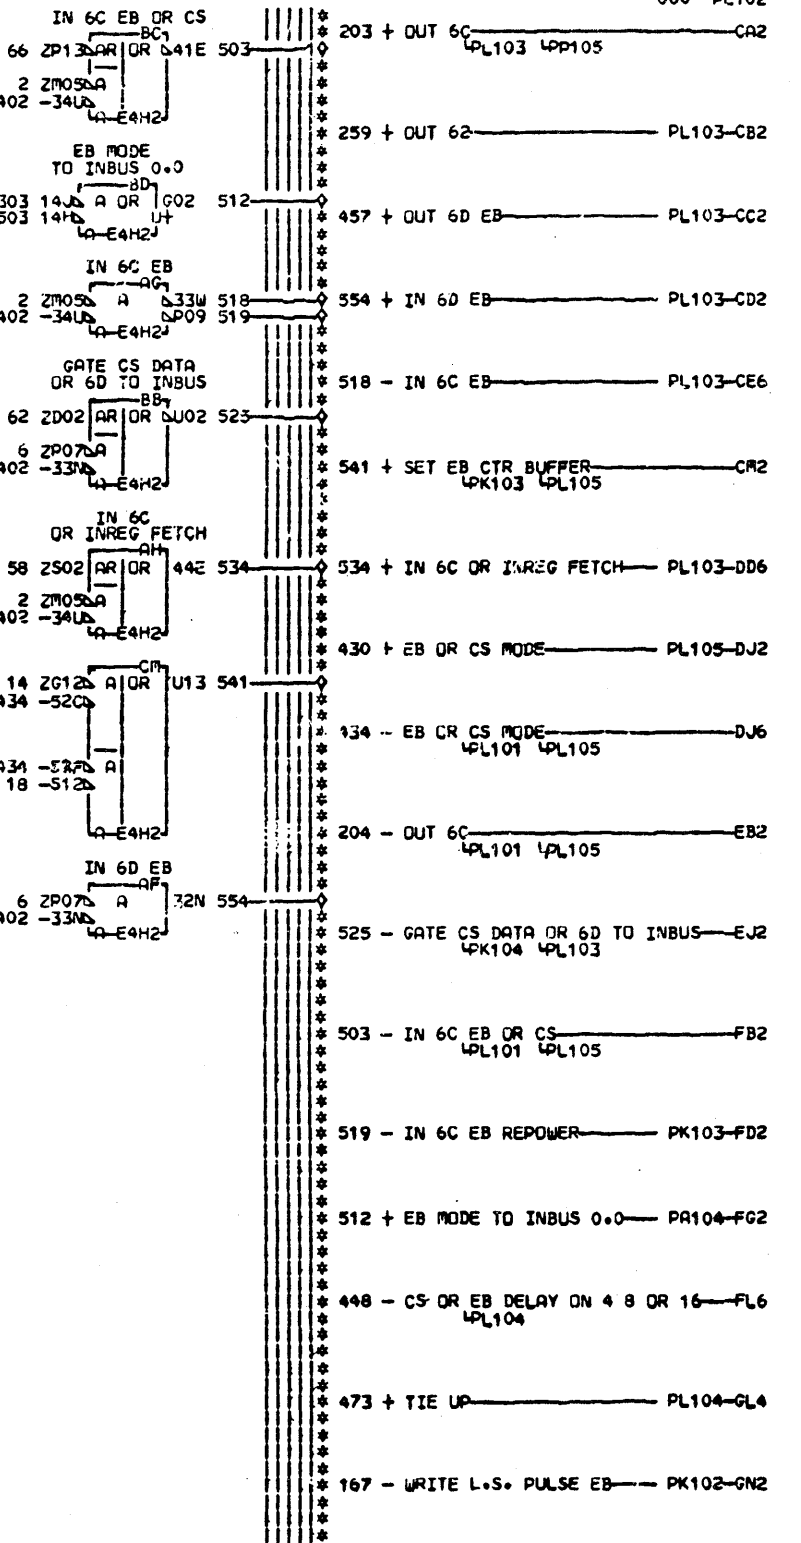 IN 6C EB OR CS
BC
66 ZP13 AR OR 41E 503
2 ZM05 A
402 -34U
A-E4H2
EB MODE
TO INBUS 0.0
BD
303 14J A OR G02 512
503 14H U+
A-E4H2
IN 6C EB
AG
2 ZM05 A 33W 518
402 -34U P09 519
A-E4H2
GATE CS DATA
OR 6D TO INBUS
BB
62 ZD02 AR OR U02 523
6 ZP07 A
402 -33N
A-E4H2
IN 6C
OR INREG FETCH
AH
58 ZS02 AR OR 44E 534
2 ZM05 A
402 -34U
A-E4H2
CM
14 ZG12 A OR U13 541
434 -52C
434 A
18 -S12
A-E4H2
IN 6D EB
AF
6 ZP07 A 32N 554
402 -33N
A-E4H2
PL102
203 + OUT 6C CA2
PL103 PP105
259 + OUT 62 PL103-CB2
457 + OUT 6D EB PL103-CC2
554 + IN 6D EB PL103-CD2
518 - IN 6C EB PL103-CE6
541 + SET EB CTR BUFFER CM2
PK103 PL105
534 + IN 6C OR INREG FETCH PL103-DD6
430 + EB OR CS MODE PL105-DJ2
434 - EB OR CS MODE DJ6
PL101 PL105
204 - OUT 6C EB2
PL101 PL105
525 - GATE CS DATA OR 6D TO INBUS EJ2
PK104 PL103
503 - IN 6C EB OR CS FB2
PL101 PL105
519 - IN 6C EB REPOWER PK103-FD2
512 + EB MODE TO INBUS 0.0 PA104-FG2
448 - CS OR EB DELAY ON 4 8 OR 16 FL6
PL104
473 + TIE UP PL104-GL4
167 - WRITE L.S. PULSE EB PK102-GN2